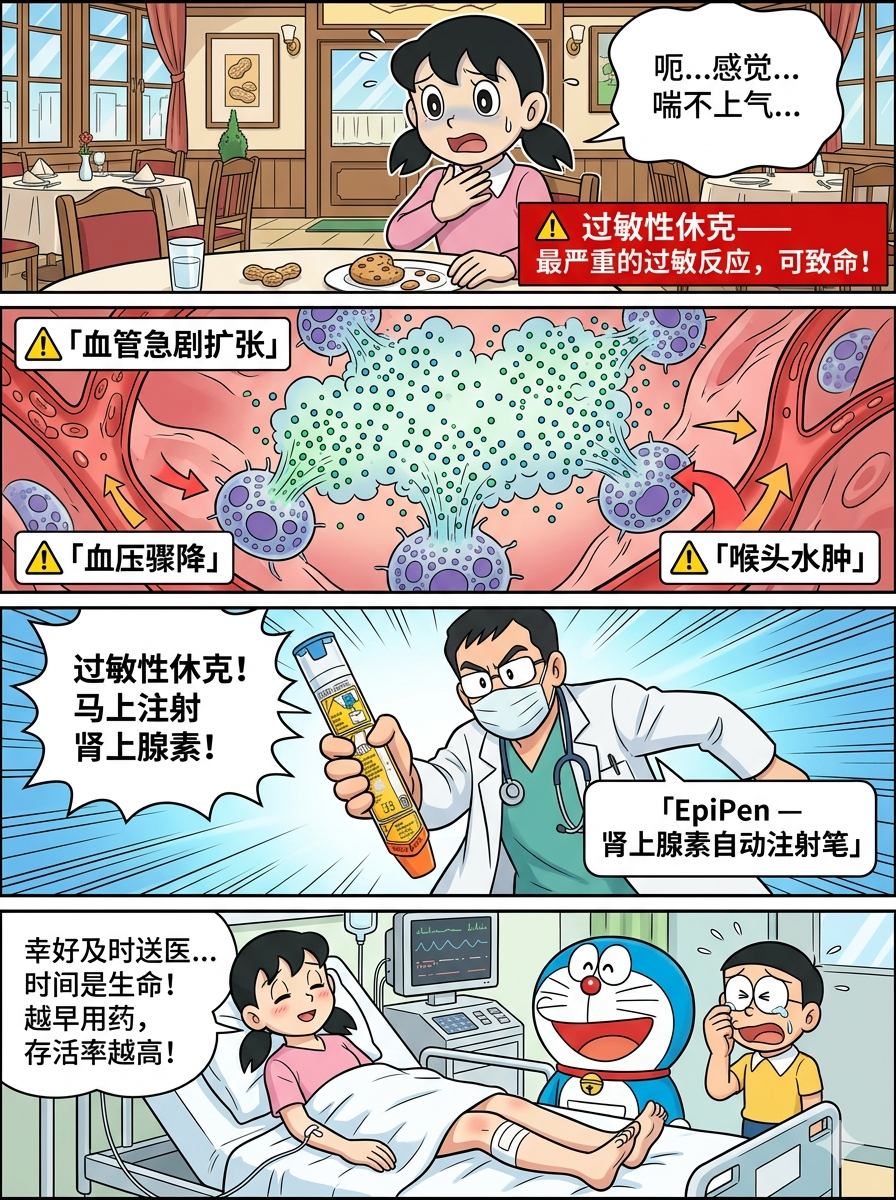 呃...感觉...
喘不上气...
过敏性休克——
最严重的过敏反应，可致命！
「血管急剧扩张」
「血压骤降」
「喉头水肿」
过敏性休克！
马上注射
肾上腺素！
「EpiPen —
肾上腺素自动注射笔」
幸好及时送医...
时间是生命！
越早用药，
存活率越高！